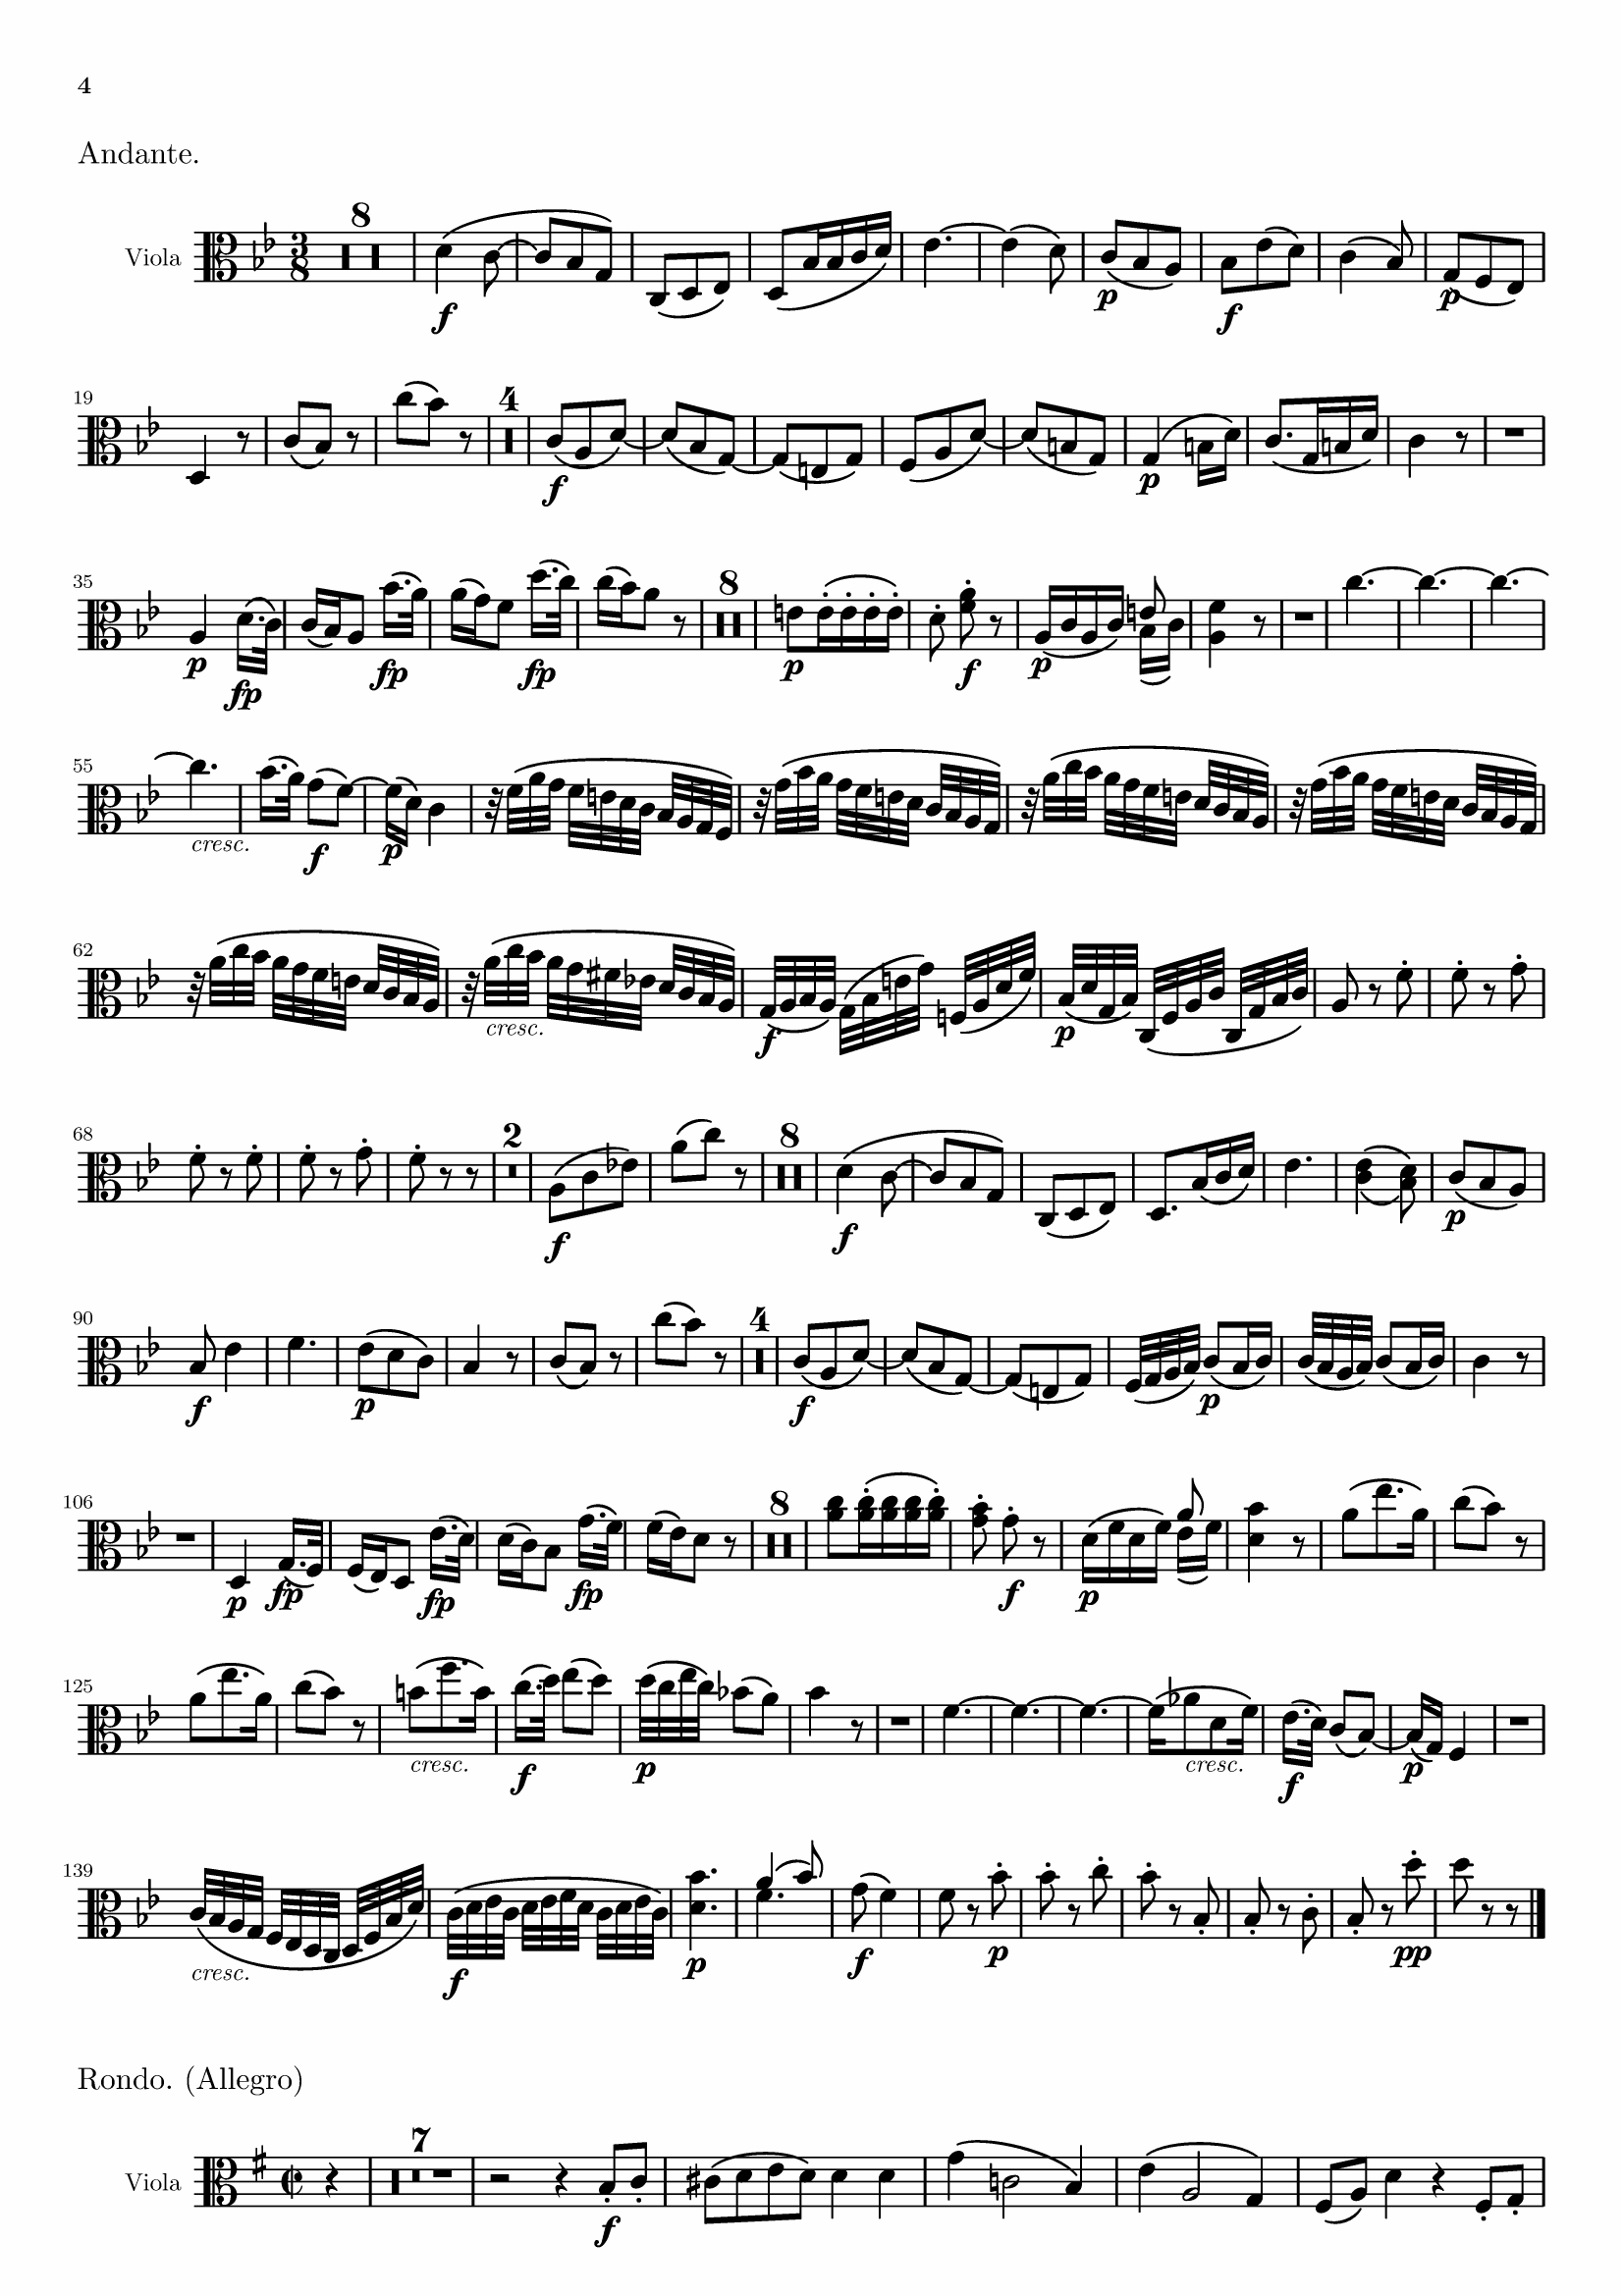 4
Andante.
8
Viola 3 8 f p f p
19 4 f p
35 8 p fp fp fp p f p
55 cresc. f p
62 cresc. f p
68 2 8 f f p
90 4 f p f p
106 8 p fp fp fp f p
125 cresc. f p cresc. f p
139 cresc. f p f p pp
Rondo. (Allegro)
7
Viola f